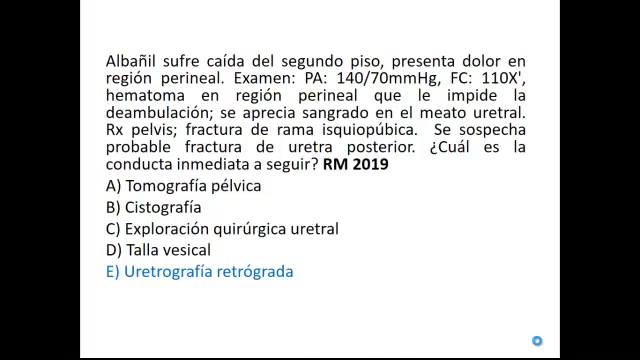 Albañil sufre caída del segundo piso, presenta dolor en
región perineal. Examen: PA: 140/70mmHg, FC: 110X',
hematoma en región perineal que le impide la
deambulación; se aprecia sangrado en el meato uretral.
Rx pelvis; fractura de rama isquiopúbica. Se sospecha
probable fractura de uretra posterior. ¿Cuál es la
conducta inmediata a seguir? RM 2019
A) Tomografía pélvica
B) Cistografía
C) Exploración quirúrgica uretral
D) Talla vesical
E) Uretrografía retrógrada